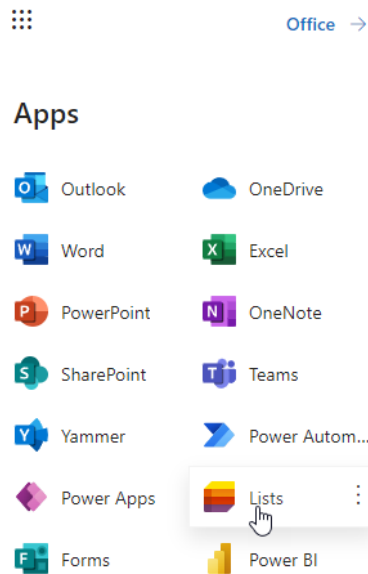 Office →
Apps
Outlook
OneDrive
Word
Excel
PowerPoint
OneNote
SharePoint
Teams
Yammer
Power Autom...
Power Apps
Lists
Forms
Power BI